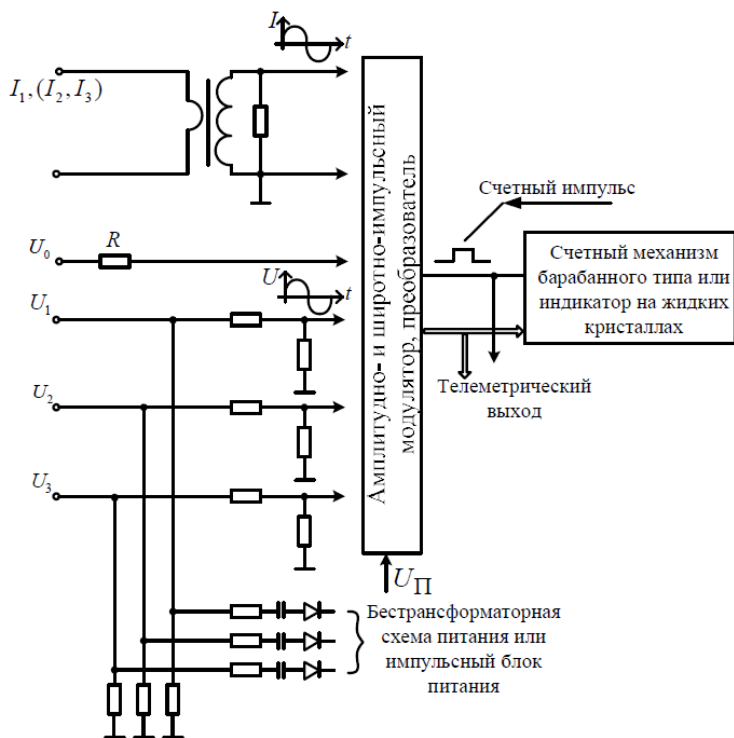 I
t
I₁,(I₂,I₃)
Счетный импульс
U₀
R
U
t
U₁
Амплитудно- и широтно-импульсный
модулятор, преобразователь
Счетный механизм
барабанного типа или
индикатор на жидких
кристаллах
Телеметрический
выход
U₂
U₃
U_П
Бестрансформаторная
схема питания или
импульсный блок
питания